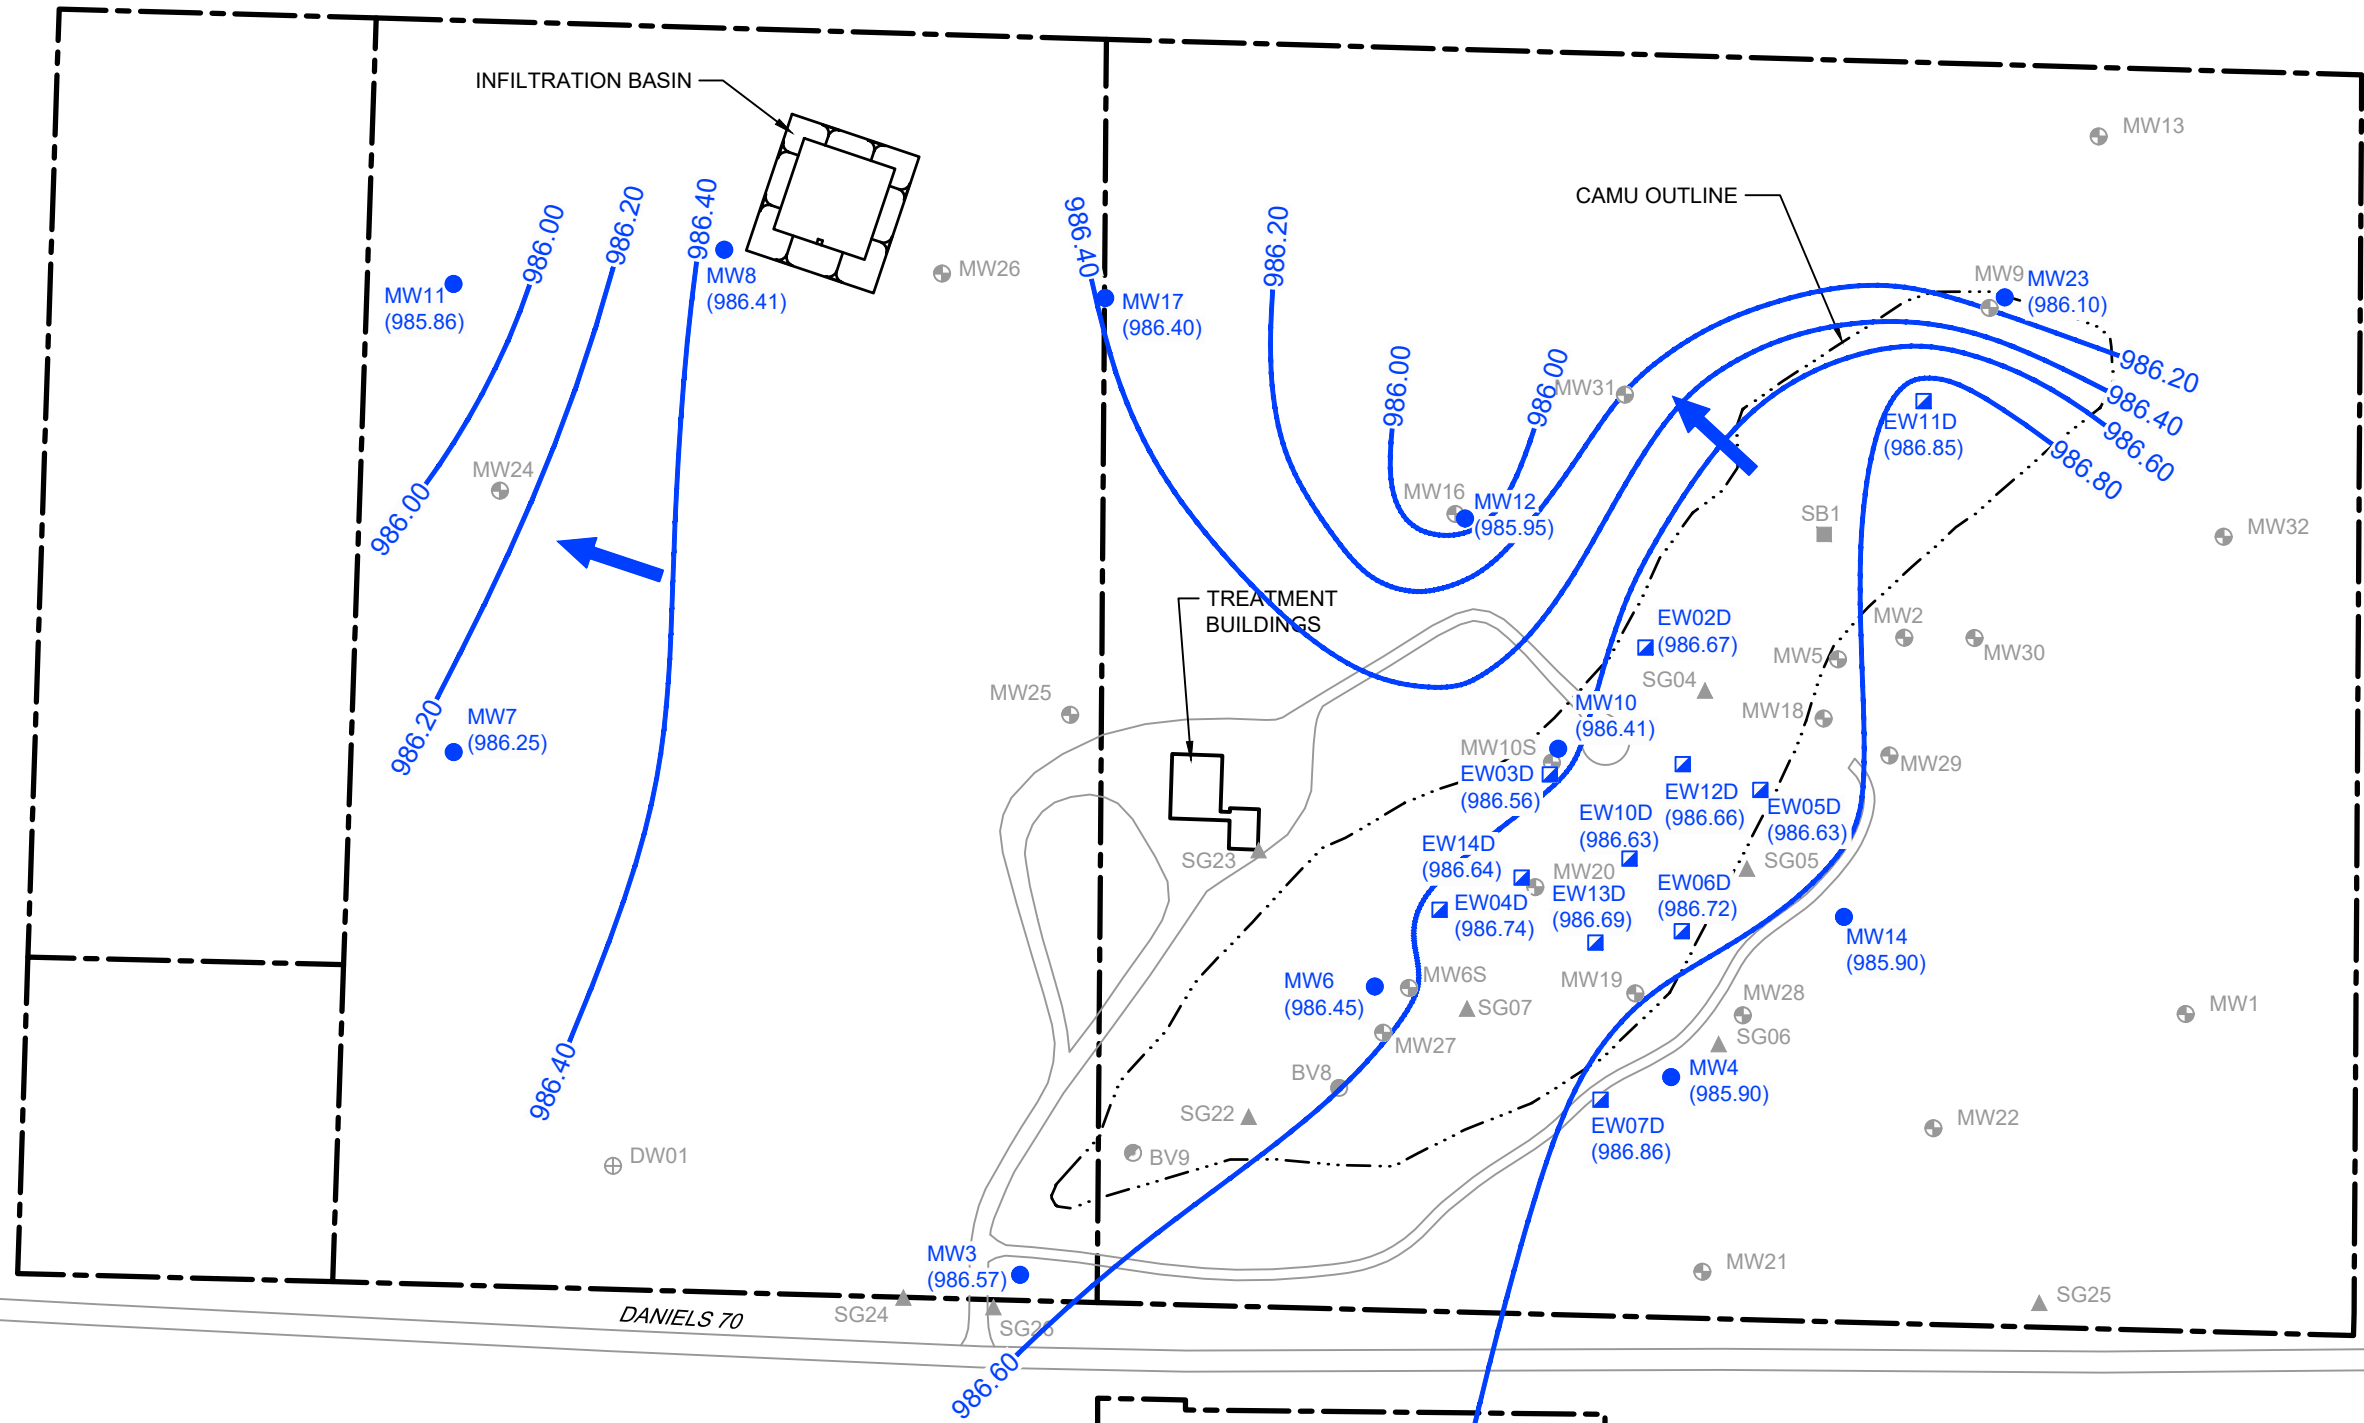 INFILTRATION BASIN
MW13
CAMU OUTLINE
986.00
986.20
986.40
986.40
986.20
MW8
(986.41)
MW26
MW11
(985.86)
MW17
(986.40)
MW9
MW23
(986.10)
986.00
986.00
MW31
986.20
986.40
986.60
986.80
EW11D
(986.85)
MW24
986.00
MW16
MW12
(985.95)
SB1
MW32
TREATMENT
BUILDINGS
EW02D
(986.67)
MW2
MW5
MW30
SG04
MW25
MW18
MW10
(986.41)
986.20
MW7
(986.25)
MW10S
MW29
EW03D
(986.56)
EW12D
(986.66)
EW05D
(986.63)
EW10D
(986.63)
SG23
EW14D
(986.64)
MW20
SG05
EW04D
(986.74)
EW13D
(986.69)
EW06D
(986.72)
MW14
(985.90)
MW6
(986.45)
MW6S
SG07
MW19
MW28
MW1
SG06
MW27
986.40
BV8
MW4
(985.90)
SG22
EW07D
(986.86)
MW22
DW01
BV9
MW3
(986.57)
MW21
SG25
DANIELS 70
SG24
SG26
986.60